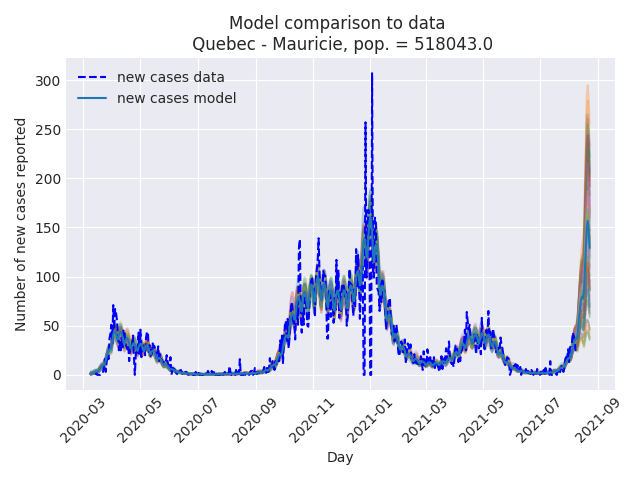 Model comparison to data
Quebec - Mauricie, pop. = 518043.0
new cases data
new cases model
Number of new cases reported
300
250
200
150
100
50
0
2020-03
2020-05
2020-07
2020-09
2020-11
2021-01
2021-03
2021-05
2021-07
2021-09
Day